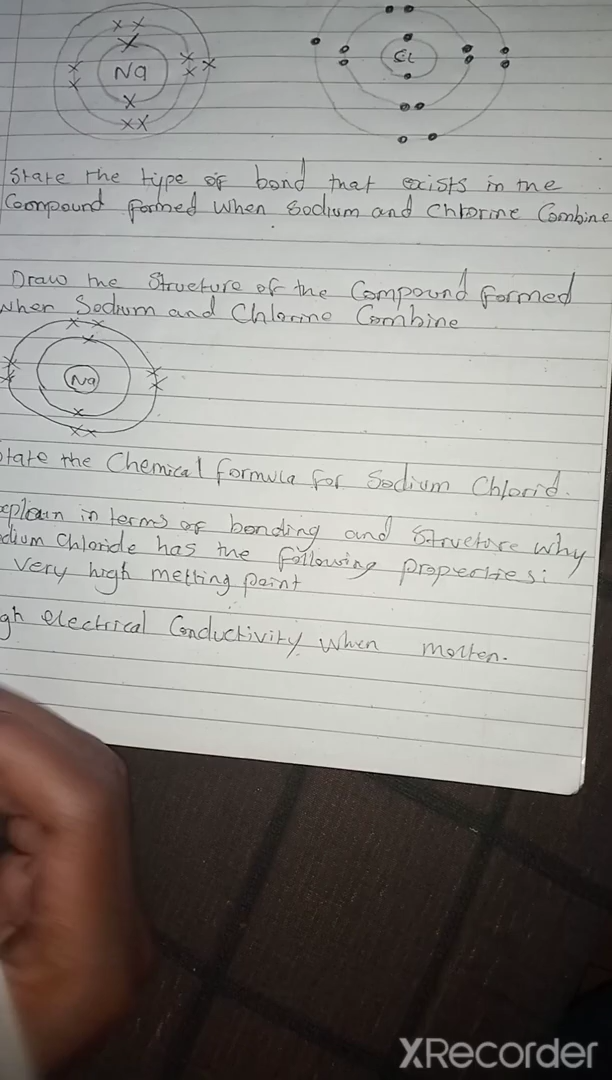 Na
Cl
State the type of bond that exists in the
Compound formed when Sodium and Chlorine Combine
Draw the Structure of the Compound formed
when Sodium and Chlorine Combine
Na
tate the Chemical formula for Sodium Chlorid.
xplain in terms of bonding and Structure why
dium Chloride has the following properties:
very high melting point
gh electrical Conductivity when molten.
XRecorder